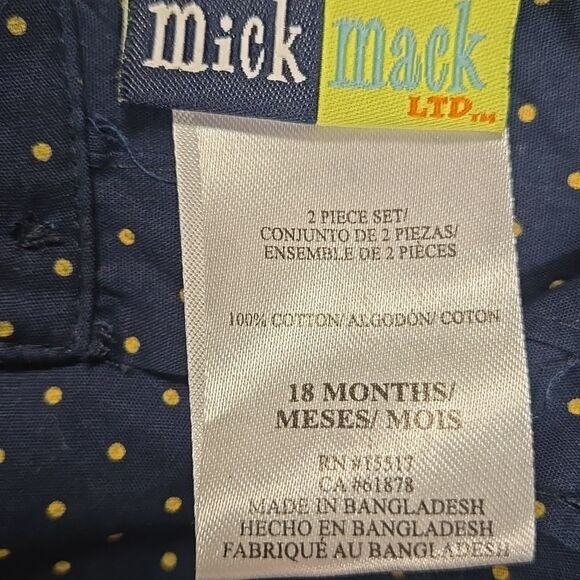 mick mack
LTD.™
2 PIECE SET/
CONJUNTO DE 2 PIEZAS/
ENSEMBLE DE 2 PIÈCES
100% COTTON/ ALGODÓN/ COTON
18 MONTHS/
MESES/ MOIS
RN #15517
CA #61878
MADE IN BANGLADESH
HECHO EN BANGLADESH
FABRIQUÉ AU BANGLADESH